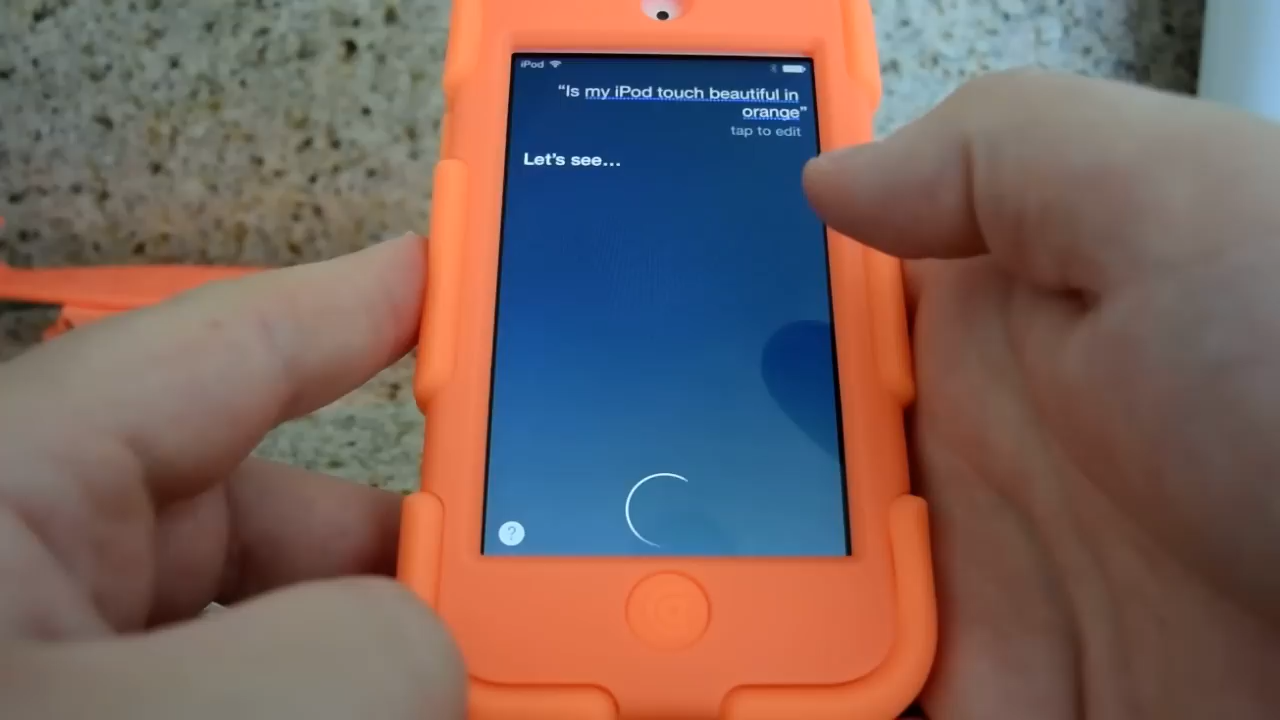 iPod
“Is my iPod touch beautiful in
orange”
tap to edit
Let's see...
?